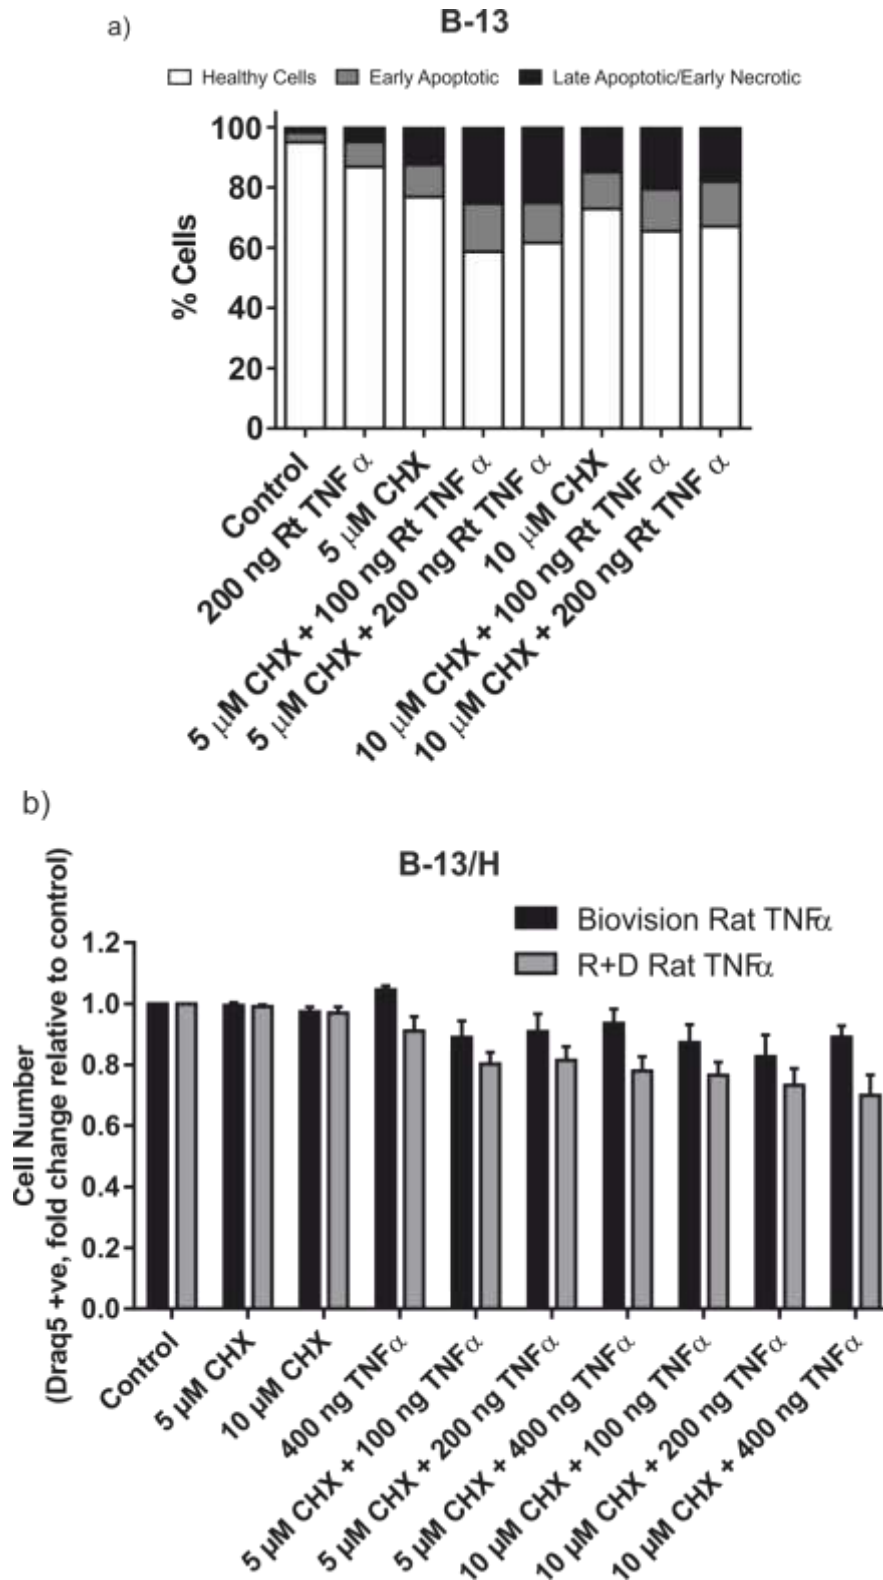 a)
B-13
Healthy Cells Early Apoptotic Late Apoptotic/Early Necrotic
% Cells
100
80
60
40
20
0
Control
200 ng Rt TNF α
5 μM CHX
5 μM CHX + 100 ng Rt TNF α
5 μM CHX + 200 ng Rt TNF α
10 μM CHX
10 μM CHX + 100 ng Rt TNF α
10 μM CHX + 200 ng Rt TNF α
b)
B-13/H
Biovision Rat TNFα
R+D Rat TNFα
Cell Number
(Draq5 +ve, fold change relative to control)
1.2
1.0
0.8
0.6
0.4
0.2
0.0
Control
5 μM CHX
10 μM CHX
400 ng TNFα
5 μM CHX + 100 ng TNFα
5 μM CHX + 200 ng TNFα
5 μM CHX + 400 ng TNFα
10 μM CHX + 100 ng TNFα
10 μM CHX + 200 ng TNFα
10 μM CHX + 400 ng TNFα